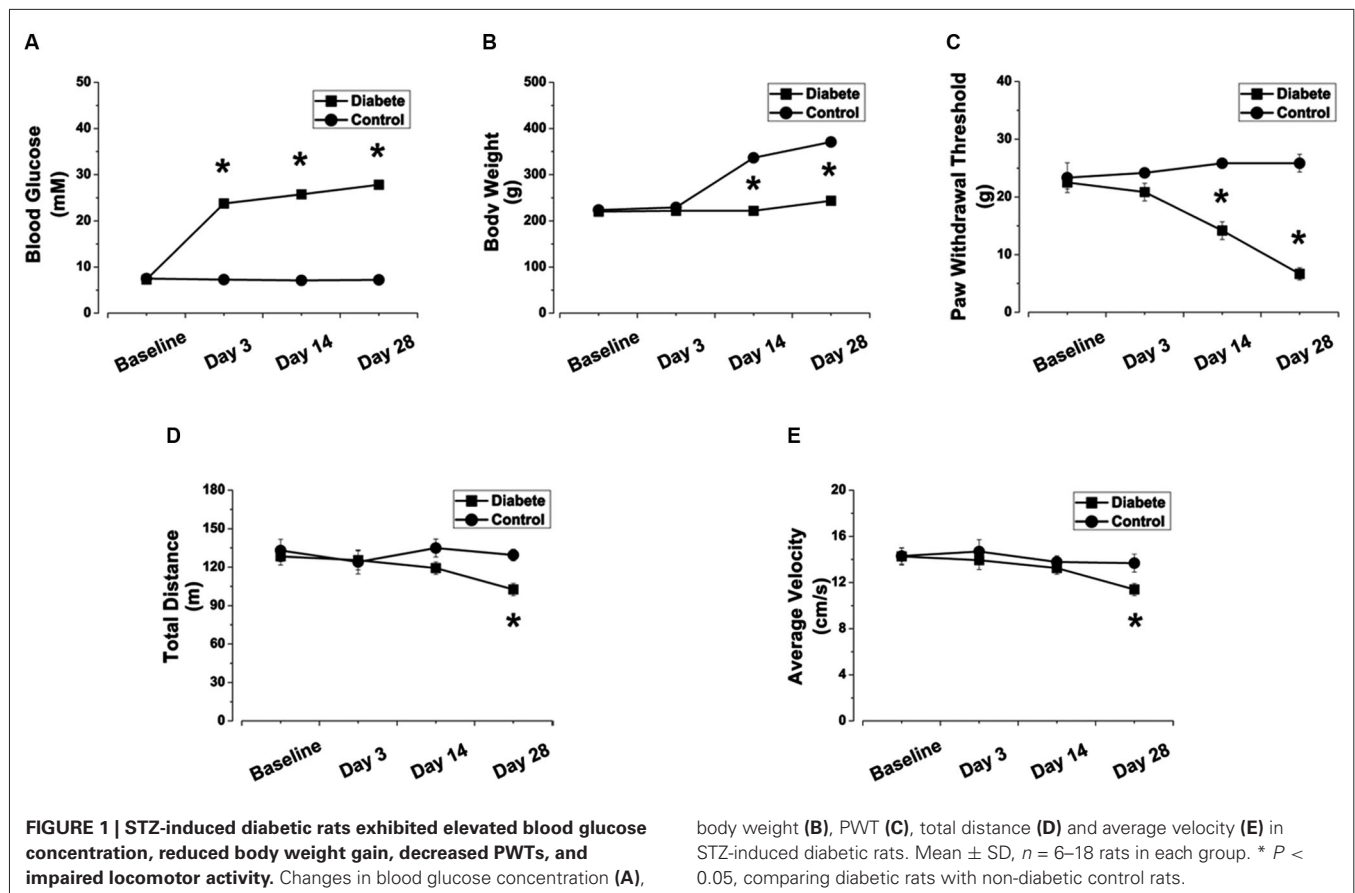 A
50
40
30
20
10
0
Blood Glucose
(mM)
Diabete
Control
*
*
*
Baseline
Day 3
Day 14
Day 28
B
500
400
300
200
100
0
Body Weight
(g)
Diabete
Control
*
*
Baseline
Day 3
Day 14
Day 28
C
40
30
20
10
0
Paw Withdrawal Threshold
(g)
Diabete
Control
*
*
Baseline
Day 3
Day 14
Day 28
D
180
150
120
90
60
30
0
Total Distance
(m)
Diabete
Control
*
Baseline
Day 3
Day 14
Day 28
E
20
16
12
8
4
0
Average Velocity
(cm/s)
Diabete
Control
*
Baseline
Day 3
Day 14
Day 28
FIGURE 1 | STZ-induced diabetic rats exhibited elevated blood glucose
concentration, reduced body weight gain, decreased PWTs, and
impaired locomotor activity. Changes in blood glucose concentration (A),
body weight (B), PWT (C), total distance (D) and average velocity (E) in
STZ-induced diabetic rats. Mean ± SD, n = 6–18 rats in each group. * P <
0.05, comparing diabetic rats with non-diabetic control rats.